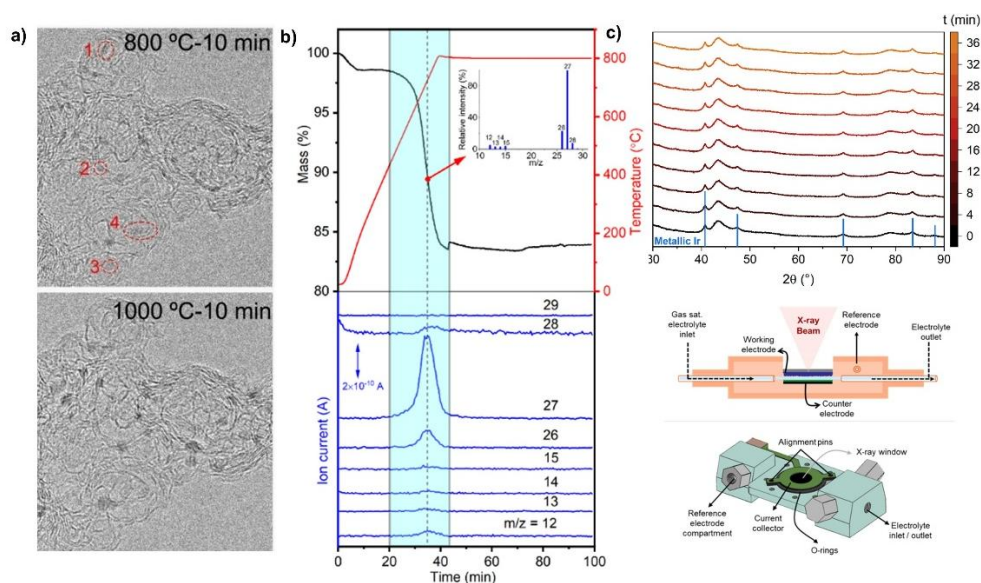 a)
800 ºC-10 min
1
2
4
3
1000 ºC-10 min
b)
100
95
90
85
80
Mass (%)
800
600
400
200
0
Temperature (°C)
Relative intensity (%)
100
80
40
0
27
26
28
12
13
14
15
10
15
20
25
30
m/z
29
28
2×10⁻¹⁰ A
27
26
15
14
13
m/z = 12
Ion current (A)
0 20 40 60 80 100
Time (min)
c)
t (min)
36
32
28
24
20
16
12
8
4
0
Metallic Ir
30 40 50 60 70 80 90
2θ (°)
Gas sat.
electrolyte
inlet
Working
electrode
X-ray
Beam
Reference
electrode
Electrolyte
outlet
Counter
electrode
Alignment pins
X-ray window
Reference
electrode
compartment
Current
collector
O-rings
Electrolyte
inlet / outlet